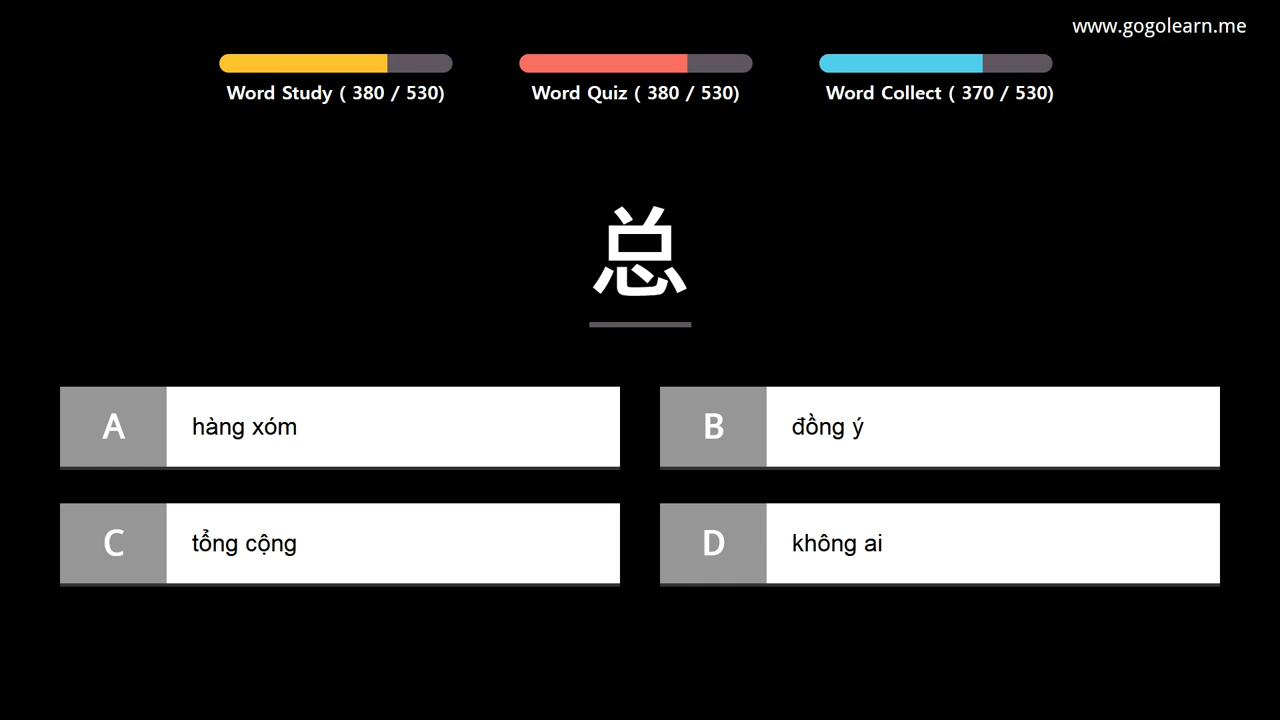 www.gogolearn.me
Word Study ( 380 / 530)
Word Quiz ( 380 / 530)
Word Collect ( 370 / 530)
总
A hàng xóm
B đồng ý
C tổng cộng
D không ai